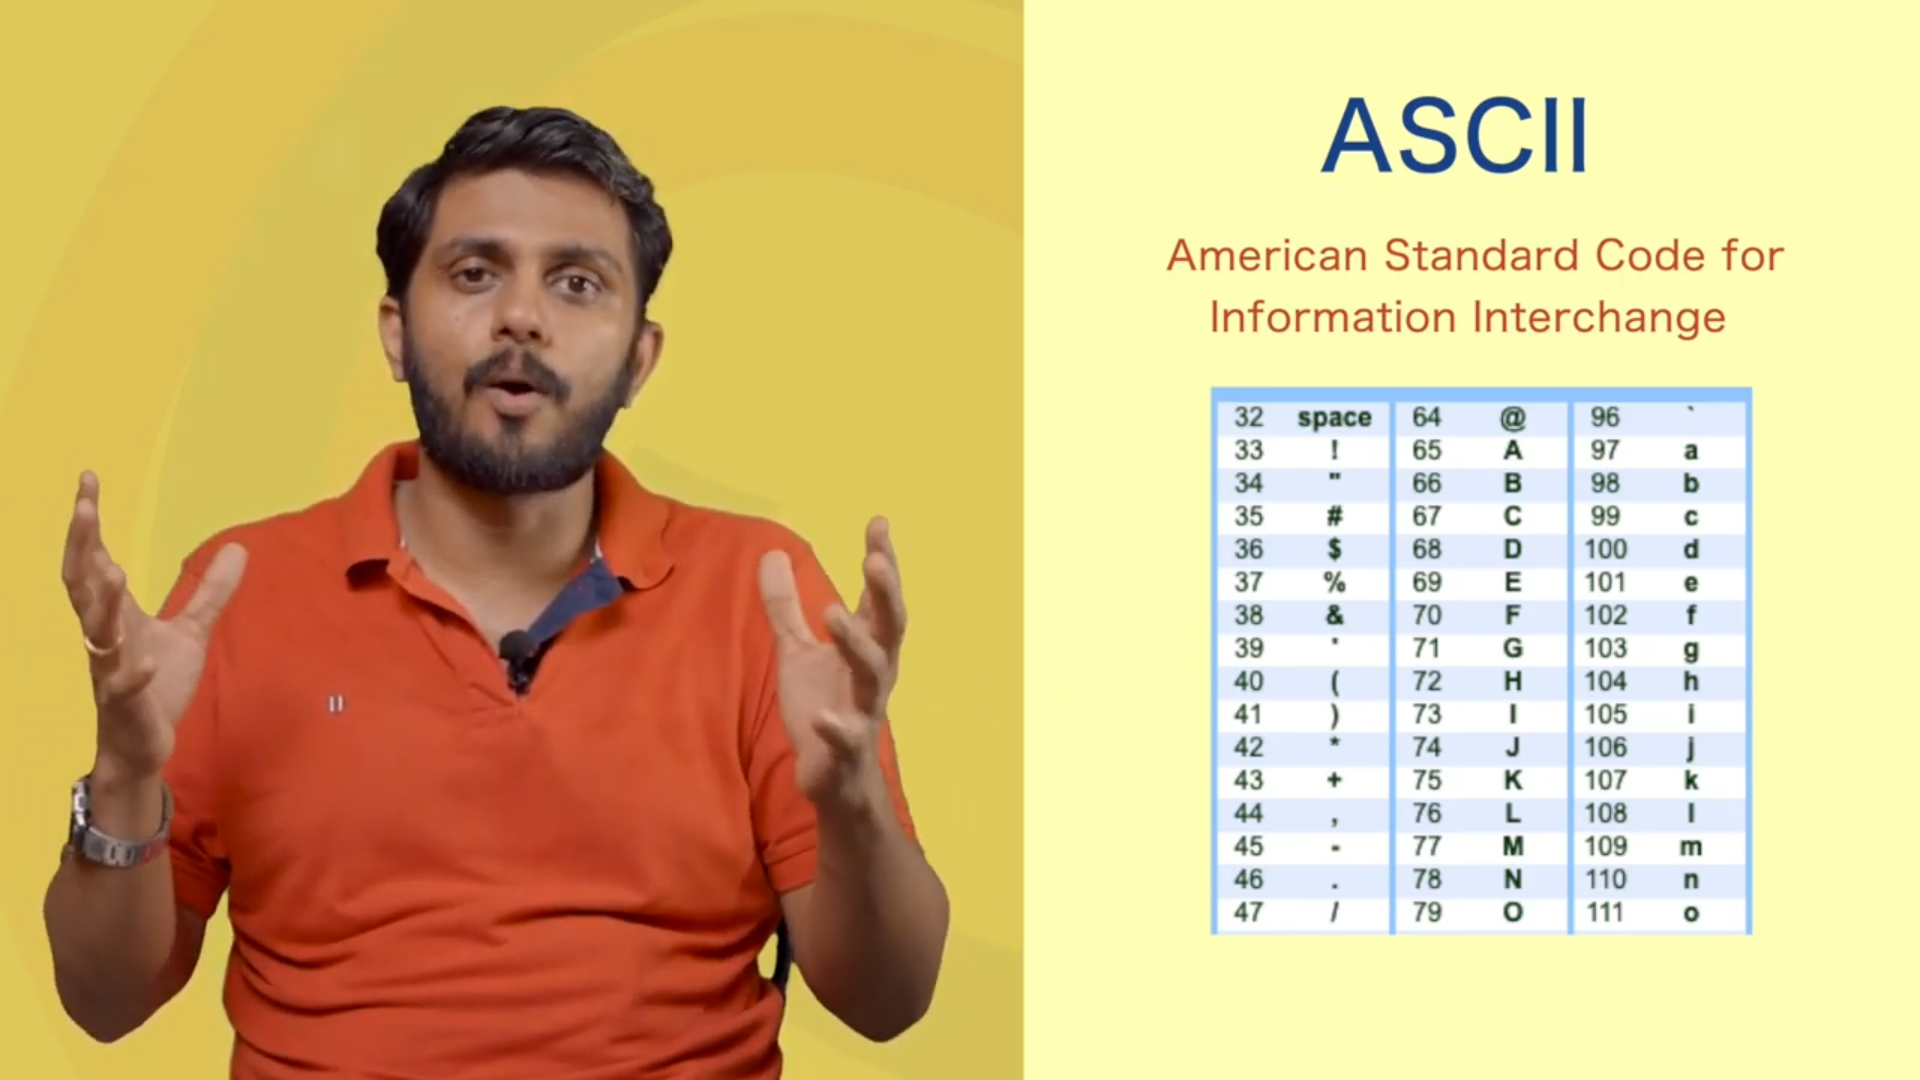 ASCII
American Standard Code for
Information Interchange
32 space 64 @ 96 `
33 ! 65 A 97 a
34 " 66 B 98 b
35 # 67 C 99 c
36 $ 68 D 100 d
37 % 69 E 101 e
38 & 70 F 102 f
39 ' 71 G 103 g
40 ( 72 H 104 h
41 ) 73 I 105 i
42 * 74 J 106 j
43 + 75 K 107 k
44 , 76 L 108 l
45 - 77 M 109 m
46 . 78 N 110 n
47 / 79 O 111 o